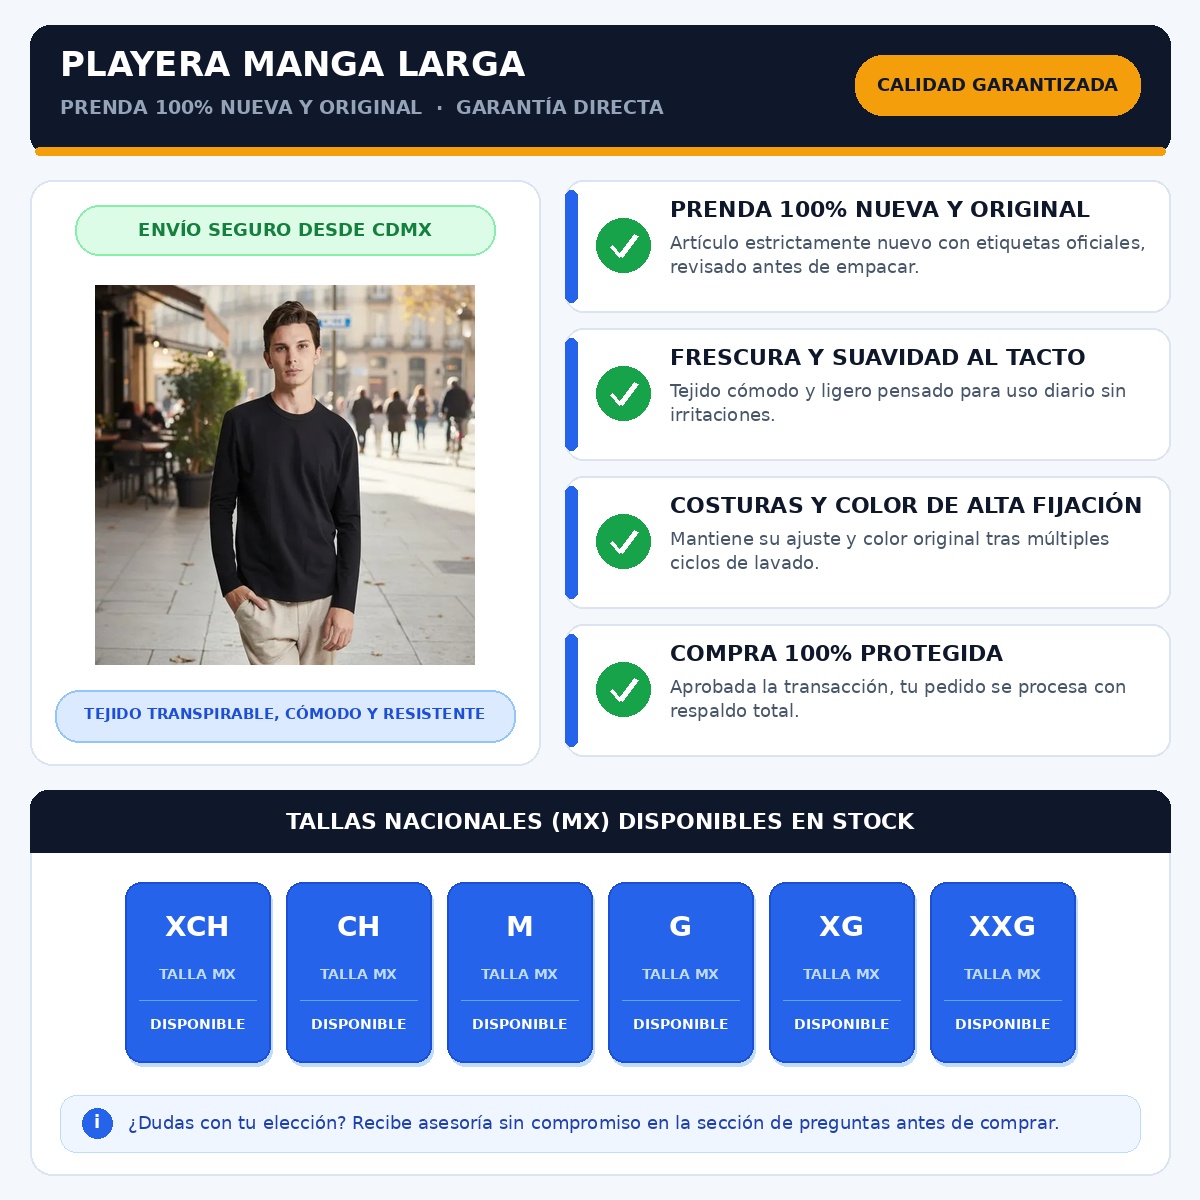 PLAYERA MANGA LARGA
PRENDA 100% NUEVA Y ORIGINAL · GARANTÍA DIRECTA
CALIDAD GARANTIZADA
ENVÍO SEGURO DESDE CDMX
TEJIDO TRANSPIRABLE, CÓMODO Y RESISTENTE
PRENDA 100% NUEVA Y ORIGINAL
Artículo estrictamente nuevo con etiquetas oficiales,
revisado antes de empacar.
FRESCURA Y SUAVIDAD AL TACTO
Tejido cómodo y ligero pensado para uso diario sin
irritaciones.
COSTURAS Y COLOR DE ALTA FIJACIÓN
Mantiene su ajuste y color original tras múltiples
ciclos de lavado.
COMPRA 100% PROTEGIDA
Aprobada la transacción, tu pedido se procesa con
respaldo total.
TALLAS NACIONALES (MX) DISPONIBLES EN STOCK
XCH
TALLA MX
DISPONIBLE
CH
TALLA MX
DISPONIBLE
M
TALLA MX
DISPONIBLE
G
TALLA MX
DISPONIBLE
XG
TALLA MX
DISPONIBLE
XXG
TALLA MX
DISPONIBLE
i ¿Dudas con tu elección? Recibe asesoría sin compromiso en la sección de preguntas antes de comprar.